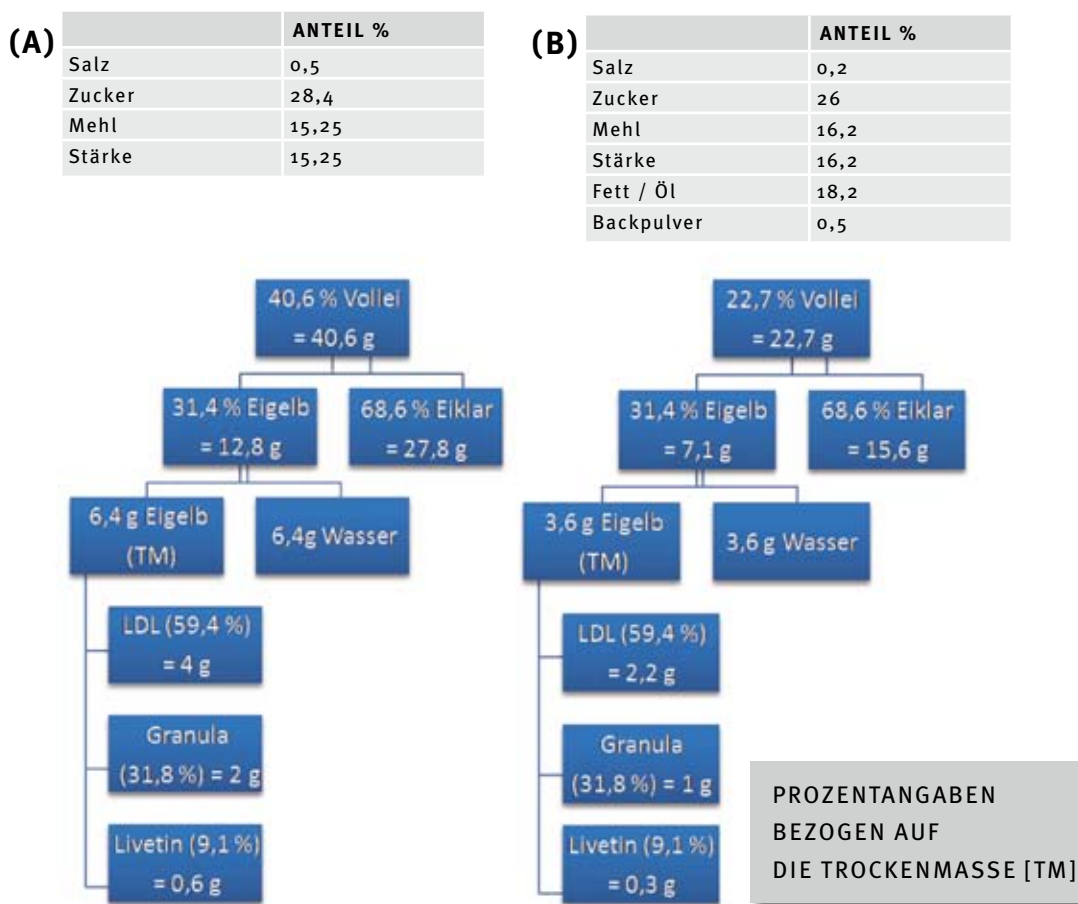 (A)
ANTEIL %
Salz 0,5
Zucker 28,4
Mehl 15,25
Stärke 15,25
(B)
ANTEIL %
Salz 0,2
Zucker 26
Mehl 16,2
Stärke 16,2
Fett / Öl 18,2
Backpulver 0,5
40,6 % Vollei
= 40,6 g
31,4 % Eigelb
= 12,8 g
68,6 % Eiklar
= 27,8 g
6,4 g Eigelb
(TM)
6,4g Wasser
LDL (59,4 %)
= 4 g
Granula
(31,8 %) = 2 g
Livetin (9,1 %)
= 0,6 g
22,7 % Vollei
= 22,7 g
31,4 % Eigelb
= 7,1 g
68,6 % Eiklar
= 15,6 g
3,6 g Eigelb
(TM)
3,6 g Wasser
LDL (59,4 %)
= 2,2 g
Granula
(31,8 %) = 1 g
Livetin (9,1 %)
= 0,3 g
PROZENTANGABEN
BEZOGEN AUF
DIE TROCKENMASSE [TM]